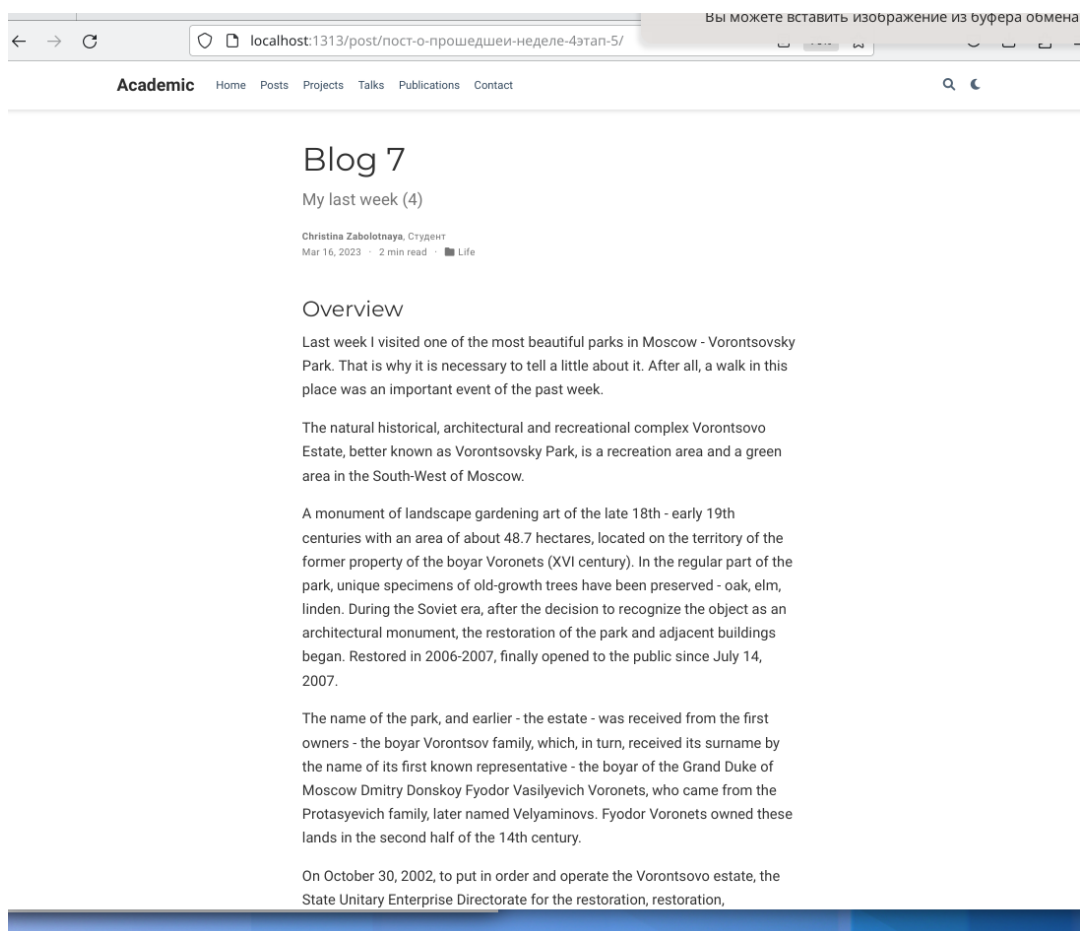 Вы можете вставить изображение из буфера обмена
localhost:1313/post/пост-о-прошедшей-неделе-4этап-5/
Academic Home Posts Projects Talks Publications Contact
Blog 7
My last week (4)
Christina Zabolotnaya, Студент
Mar 16, 2023 · 2 min read · Life
Overview
Last week I visited one of the most beautiful parks in Moscow - Vorontsovsky
Park. That is why it is necessary to tell a little about it. After all, a walk in this
place was an important event of the past week.
The natural historical, architectural and recreational complex Vorontsovo
Estate, better known as Vorontsovsky Park, is a recreation area and a green
area in the South-West of Moscow.
A monument of landscape gardening art of the late 18th - early 19th
centuries with an area of about 48.7 hectares, located on the territory of the
former property of the boyar Voronets (XVI century). In the regular part of the
park, unique specimens of old-growth trees have been preserved - oak, elm,
linden. During the Soviet era, after the decision to recognize the object as an
architectural monument, the restoration of the park and adjacent buildings
began. Restored in 2006-2007, finally opened to the public since July 14,
2007.
The name of the park, and earlier - the estate - was received from the first
owners - the boyar Vorontsov family, which, in turn, received its surname by
the name of its first known representative - the boyar of the Grand Duke of
Moscow Dmitry Donskoy Fyodor Vasilyevich Voronets, who came from the
Protasyevich family, later named Velyaminovs. Fyodor Voronets owned these
lands in the second half of the 14th century.
On October 30, 2002, to put in order and operate the Vorontsovo estate, the
State Unitary Enterprise Directorate for the restoration, restoration,